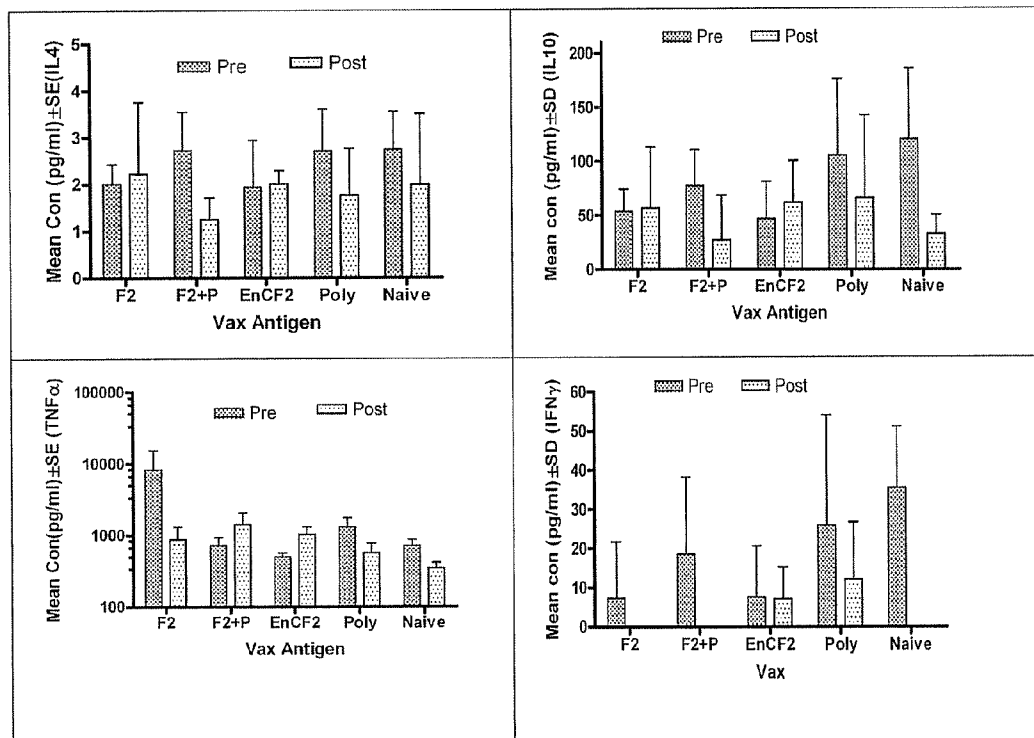 Mean Con (pg/ml)±SE(IL4)
5
4
3
2
1
0
Pre
Post
F2 F2+P EnCF2 Poly Naive
Vax Antigen
Mean con (pg/ml)±SD (IL10)
200
150
100
50
0
Pre
Post
F2 F2+P EnCF2 Poly Naive
Vax Antigen
Mean Con(pg/ml)±SE (TNFα)
100000
10000
1000
100
Pre
Post
F2 F2+P EnCF2 Poly Naive
Vax Antigen
Mean con (pg/ml)±SD (IFNγ)
60
50
40
30
20
10
0
Pre
Post
F2 F2+P EnCF2 Poly Naive
Vax